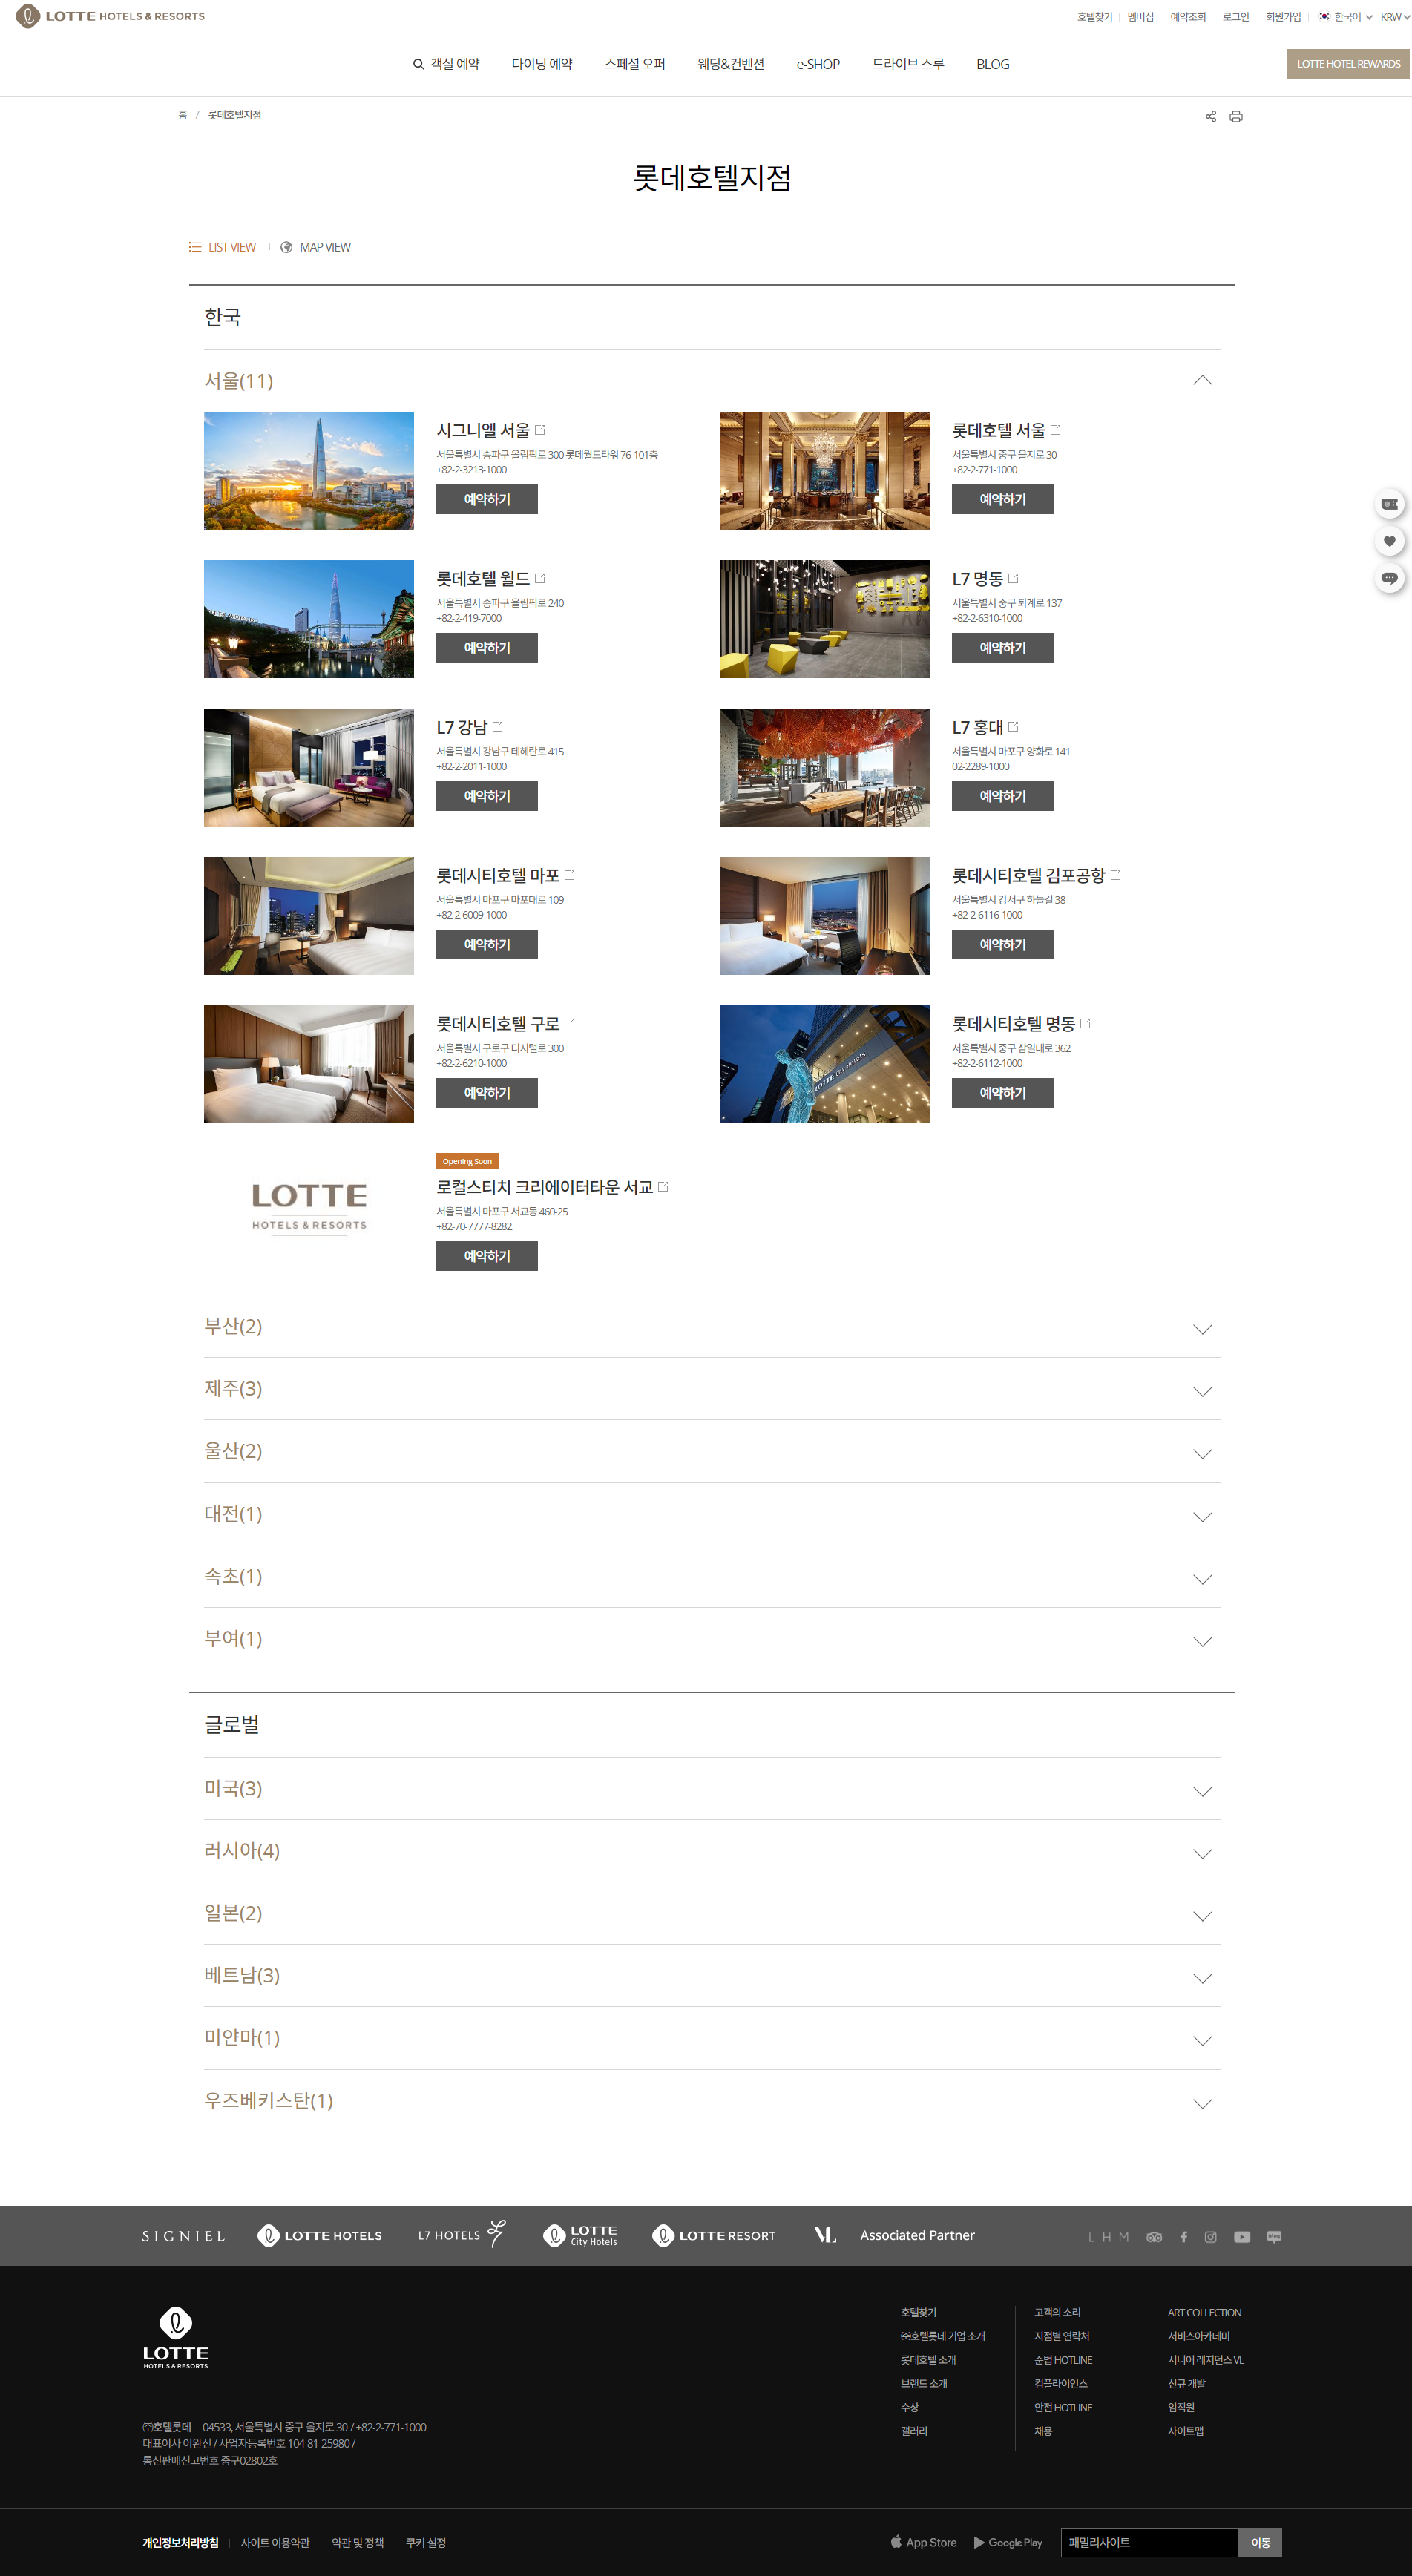 LOTTE HOTELS & RESORTS
호텔찾기
멤버십
예약조회
로그인
회원가입
한국어
KRW
객실 예약
다이닝 예약
스페셜 오퍼
웨딩&컨벤션
e-SHOP
드라이브 스루
BLOG
LOTTE HOTEL REWARDS
홈 / 롯데호텔지점
롯데호텔지점
LIST VIEW
MAP VIEW
한국
서울(11)
시그니엘 서울
서울특별시 송파구 올림픽로 300 롯데월드타워 76-101층
+82-2-3213-1000
예약하기
롯데호텔 서울
서울특별시 중구 을지로 30
+82-2-771-1000
예약하기
롯데호텔 월드
서울특별시 송파구 올림픽로 240
+82-2-419-7000
예약하기
L7 명동
서울특별시 중구 퇴계로 137
+82-2-6310-1000
예약하기
L7 강남
서울특별시 강남구 테헤란로 415
+82-2-2011-1000
예약하기
L7 홍대
서울특별시 마포구 양화로 141
02-2289-1000
예약하기
롯데시티호텔 마포
서울특별시 마포구 마포대로 109
+82-2-6009-1000
예약하기
롯데시티호텔 김포공항
서울특별시 강서구 하늘길 38
+82-2-6116-1000
예약하기
롯데시티호텔 구로
서울특별시 구로구 디지털로 300
+82-2-6210-1000
예약하기
LOTTE City Hotels
롯데시티호텔 명동
서울특별시 중구 삼일대로 362
+82-2-6112-1000
예약하기
LOTTE
HOTELS & RESORTS
Opening Soon
로컬스티치 크리에이터타운 서교
서울특별시 마포구 서교동 460-25
+82-70-7777-8282
예약하기
부산(2)
제주(3)
울산(2)
대전(1)
속초(1)
부여(1)
글로벌
미국(3)
러시아(4)
일본(2)
베트남(3)
미얀마(1)
우즈베키스탄(1)
SIGNIEL
LOTTE HOTELS
L7 HOTELS
LOTTE
City Hotels
LOTTE RESORT
VL
Associated Partner
LHM
LOTTE
HOTELS & RESORTS
호텔찾기
㈜호텔롯데 기업 소개
롯데호텔 소개
브랜드 소개
수상
갤러리
고객의 소리
지점별 연락처
준법 HOTLINE
컴플라이언스
안전 HOTLINE
채용
ART COLLECTION
서비스아카데미
시니어 레지던스 VL
신규 개발
임직원
사이트맵
㈜호텔롯데 04533, 서울특별시 중구 을지로 30 / +82-2-771-1000
대표이사 이완신 / 사업자등록번호 104-81-25980 /
통신판매신고번호 중구02802호
개인정보처리방침
사이트 이용약관
약관 및 정책
쿠키 설정
App Store
Google Play
패밀리사이트
이동